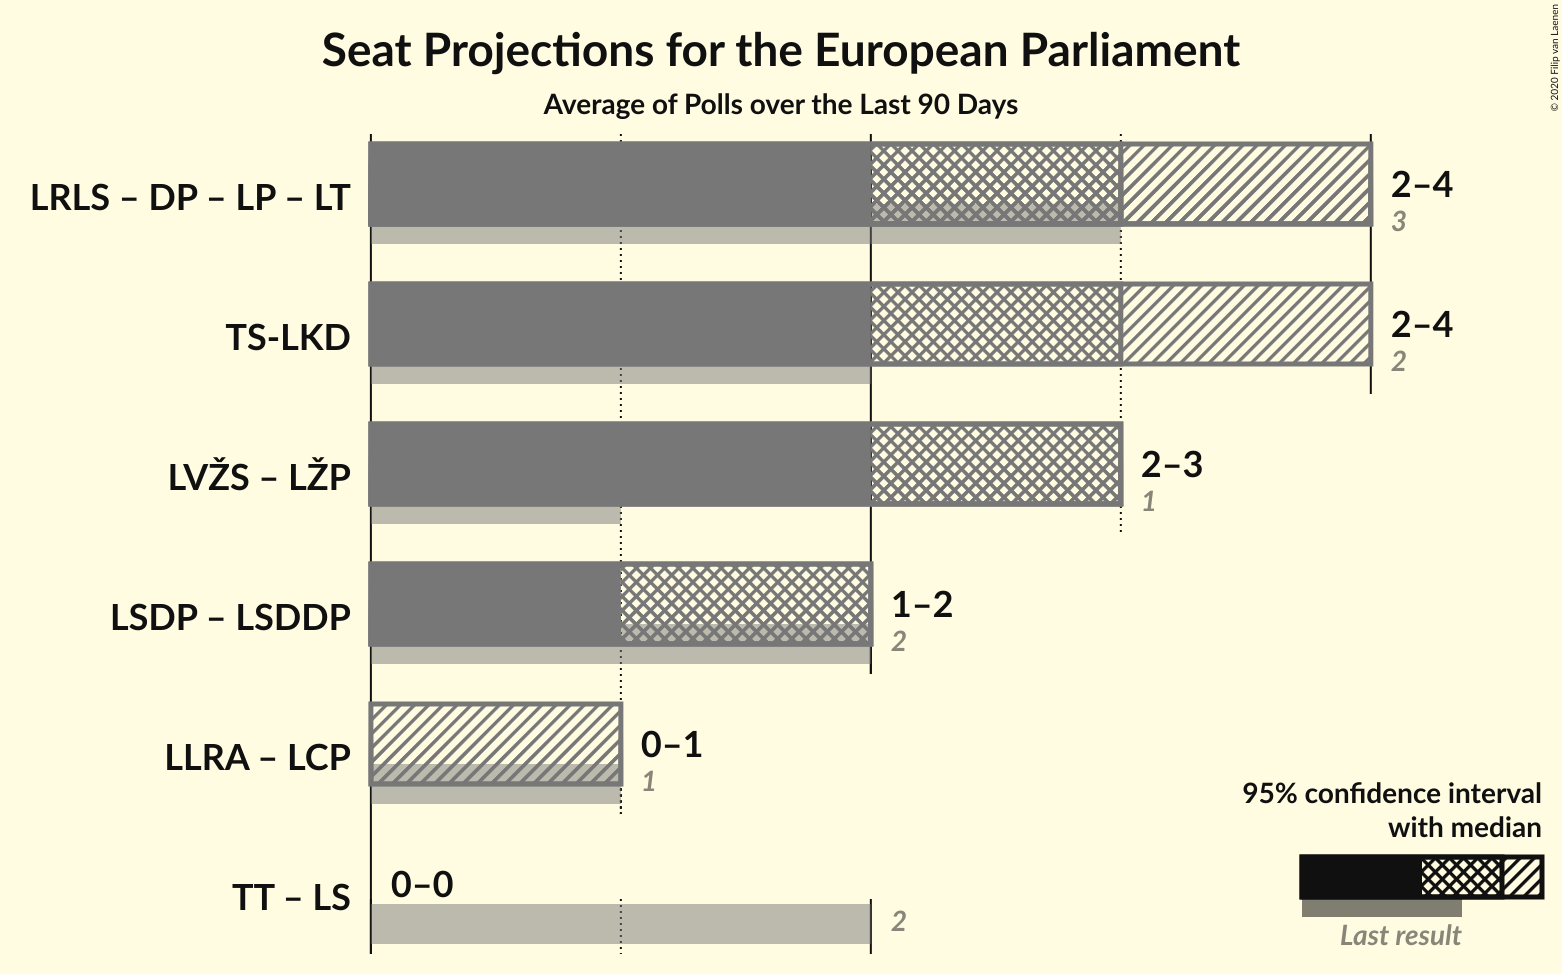 Seat Projections for the European Parliament
Average of Polls over the Last 90 Days
© 2020 Filip van Laenen
LRLS – DP – LP – LT
2–4
3
TS-LKD
2–4
2
LVŽS – LŽP
2–3
1
LSDP – LSDDP
1–2
2
LLRA – LCP
0–1
1
TT – LS
0–0
2
95% confidence interval
with median
Last result